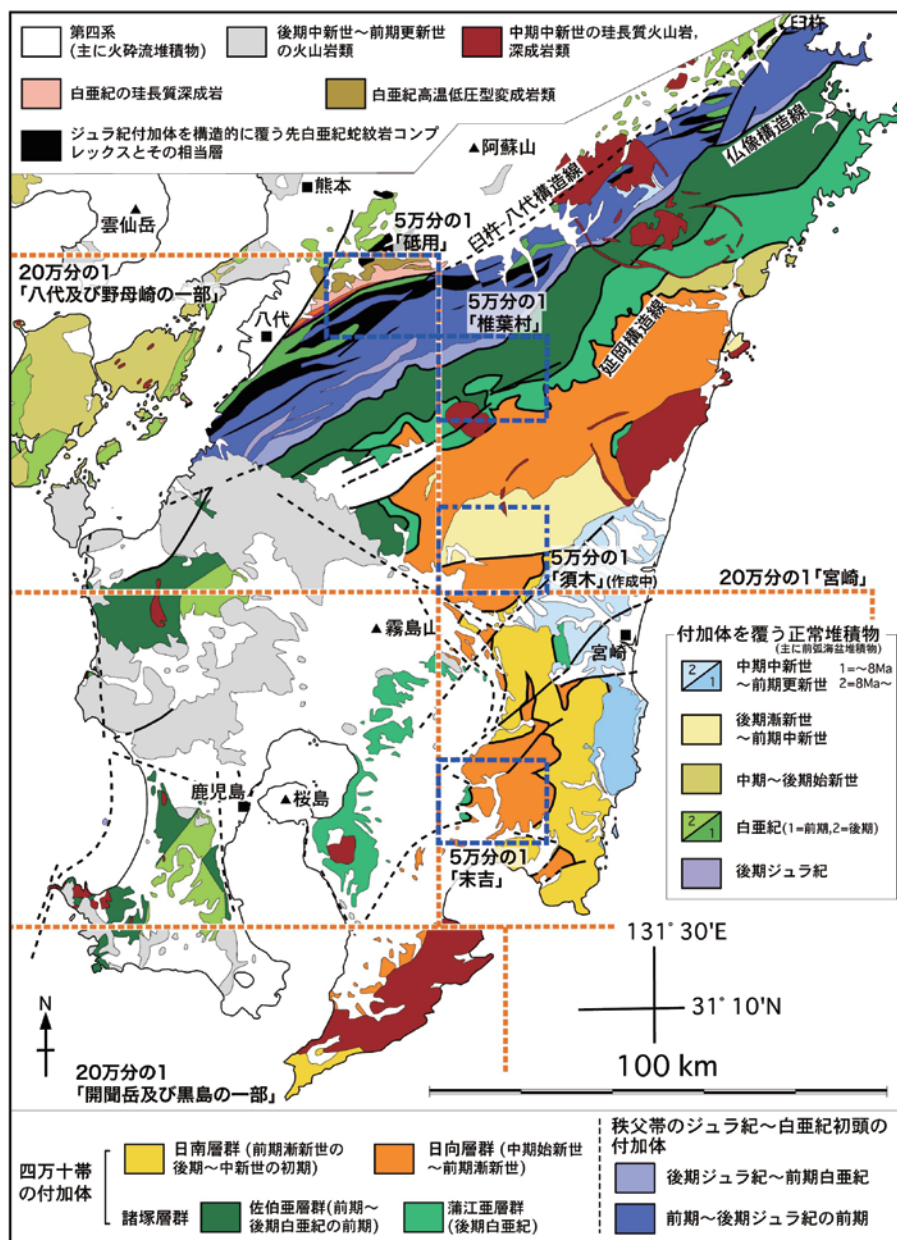 第四系
(主に火砕流堆積物)
後期中新世～前期更新世
の火山岩類
中期中新世の珪長質火山岩,
深成岩類
白亜紀の珪長質深成岩
白亜紀高温低圧型変成岩類
ジュラ紀付加体を構造的に覆う先白亜紀蛇紋岩コンプ
レックスとその相当層
臼杵
仏像構造線
▲阿蘇山
臼杵-八代構造線
■熊本
雲仙岳
5万分の1
「砥用」
20万分の1
「八代及び野母崎の一部」
八代
5万分の1
「椎葉村」
延岡構造線
5万分の1
「須木」(作成中)
20万分の1「宮崎」
▲霧島山
宮崎
付加体を覆う正常堆積物
(主に前弧海盆堆積物)
2/1 中期中新世 1=～8Ma
～前期更新世 2=8Ma～
後期漸新世
～前期中新世
中期～後期始新世
2/1 白亜紀(1=前期,2=後期)
後期ジュラ紀
鹿児島
▲桜島
5万分の1
「末吉」
131° 30'E
31° 10'N
N
100 km
20万分の1
「開聞岳及び黒島の一部」
四万十帯
の付加体
日南層群 (前期漸新世の
後期～中新世の初期)
日向層群 (中期始新世
～前期漸新世)
諸塚層群
佐伯亜層群(前期～
後期白亜紀の前期)
蒲江亜層群
(後期白亜紀)
秩父帯のジュラ紀～白亜紀初頭の
付加体
後期ジュラ紀～前期白亜紀
前期～後期ジュラ紀の前期